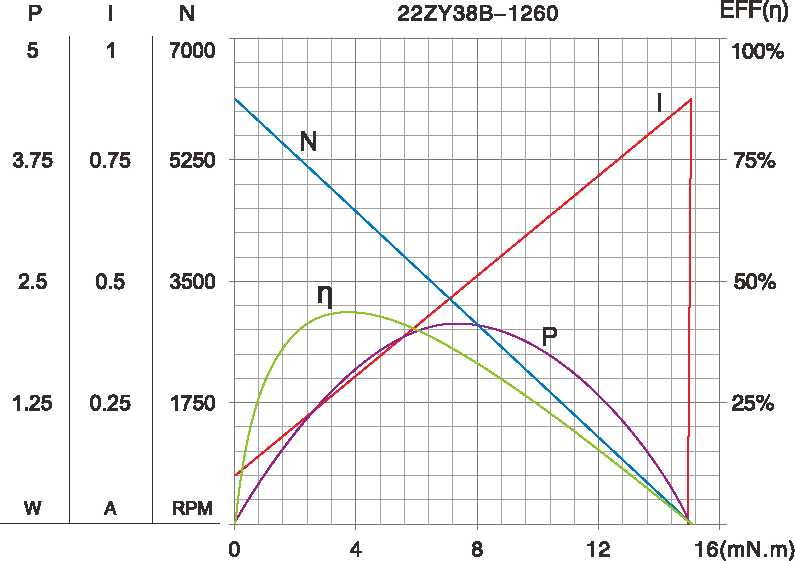 P I N 22ZY38B-1260 EFF(η)
5 1 7000 100%
I
N
3.75 0.75 5250 75%
2.5 0.5 3500 50%
η
P
1.25 0.25 1750 25%
W A RPM
0 4 8 12 16(mN.m)